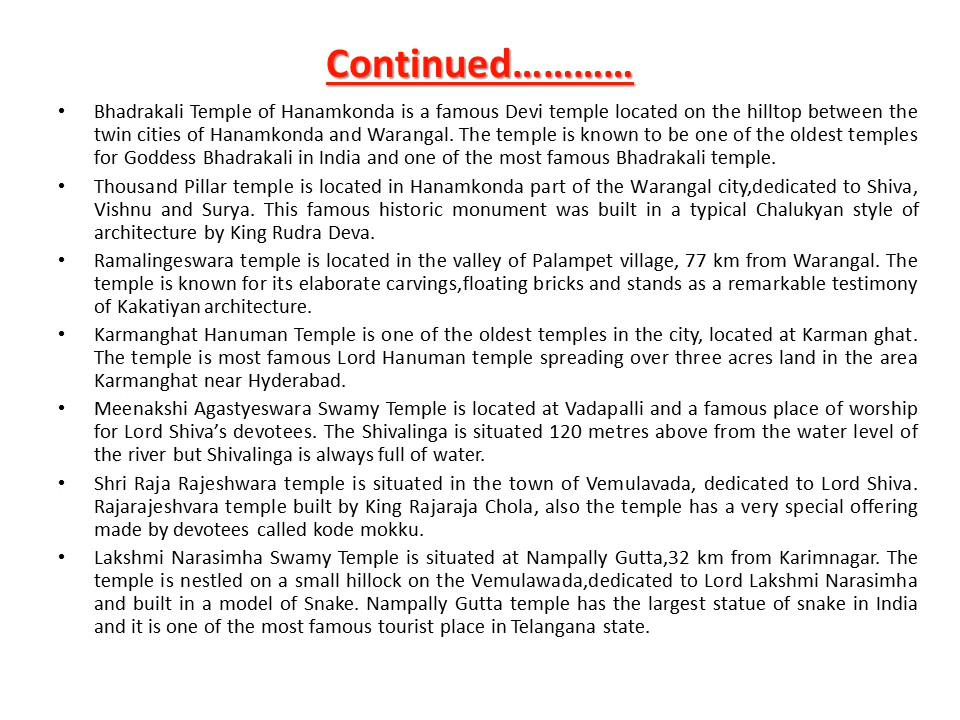 Continued…………
• Bhadrakali Temple of Hanamkonda is a famous Devi temple located on the hilltop between the
twin cities of Hanamkonda and Warangal. The temple is known to be one of the oldest temples
for Goddess Bhadrakali in India and one of the most famous Bhadrakali temple.
• Thousand Pillar temple is located in Hanamkonda part of the Warangal city,dedicated to Shiva,
Vishnu and Surya. This famous historic monument was built in a typical Chalukyan style of
architecture by King Rudra Deva.
• Ramalingeswara temple is located in the valley of Palampet village, 77 km from Warangal. The
temple is known for its elaborate carvings,floating bricks and stands as a remarkable testimony
of Kakatiyan architecture.
• Karmanghat Hanuman Temple is one of the oldest temples in the city, located at Karman ghat.
The temple is most famous Lord Hanuman temple spreading over three acres land in the area
Karmanghat near Hyderabad.
• Meenakshi Agastyeswara Swamy Temple is located at Vadapalli and a famous place of worship
for Lord Shiva’s devotees. The Shivalinga is situated 120 metres above from the water level of
the river but Shivalinga is always full of water.
• Shri Raja Rajeshwara temple is situated in the town of Vemulavada, dedicated to Lord Shiva.
Rajarajeshvara temple built by King Rajaraja Chola, also the temple has a very special offering
made by devotees called kode mokku.
• Lakshmi Narasimha Swamy Temple is situated at Nampally Gutta,32 km from Karimnagar. The
temple is nestled on a small hillock on the Vemulawada,dedicated to Lord Lakshmi Narasimha
and built in a model of Snake. Nampally Gutta temple has the largest statue of snake in India
and it is one of the most famous tourist place in Telangana state.